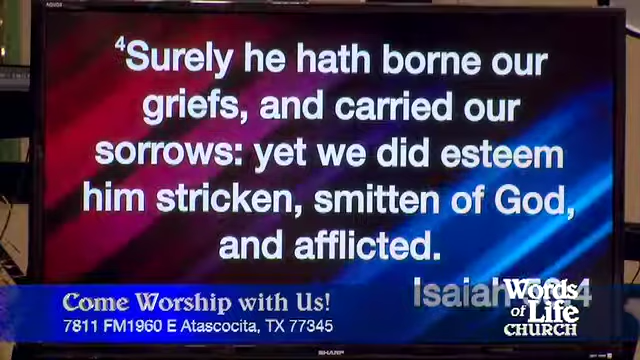 ⁴Surely he hath borne our
griefs, and carried our
sorrows: yet we did esteem
him stricken, smitten of God,
and afflicted.
Isaiah
Come Worship with Us!
7811 FM1960 E Atascocita, TX 77345
Words
of Life
CHURCH
SHARP